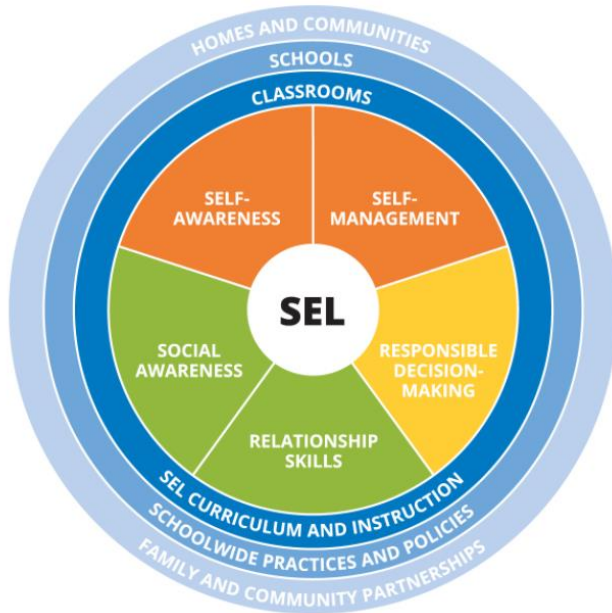 HOMES AND COMMUNITIES
SCHOOLS
CLASSROOMS
SELF-
AWARENESS
SELF-
MANAGEMENT
SEL
SOCIAL
AWARENESS
RESPONSIBLE
DECISION-
MAKING
RELATIONSHIP
SKILLS
SEL CURRICULUM AND INSTRUCTION
SCHOOLWIDE PRACTICES AND POLICIES
FAMILY AND COMMUNITY PARTNERSHIPS